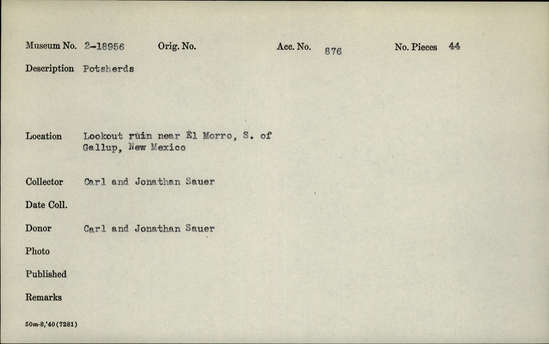 Museum No. 2-18956 Orig. No. Acc. No. 876 No. Pieces 44
Description Potsherds
Location Lookout ruin near El Morro, S. of
Gallup, New Mexico
Collector Carl and Jonathan Sauer
Date Coll.
Donor Carl and Jonathan Sauer
Photo
Published
Remarks
50m-8,'40(7281)